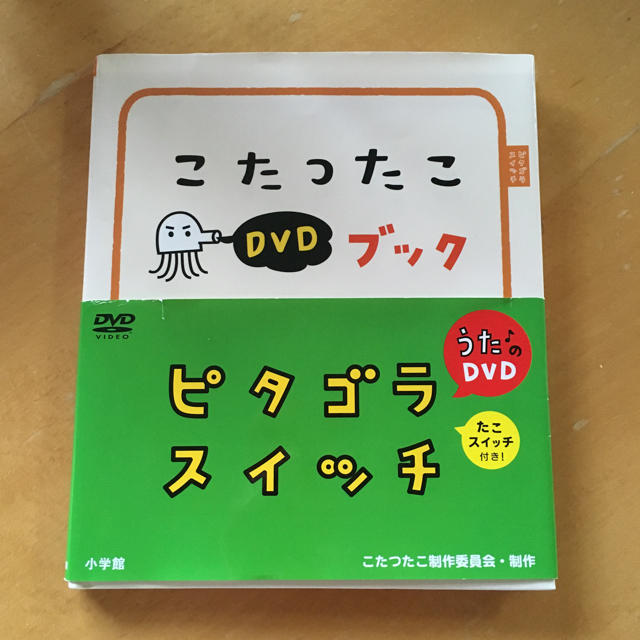 こたつたこ
DVD ブック
DVD
VIDEO
うた♪の
DVD
ピタゴラ
スイッチ
たこ
スイッチ
付き!
小学館
こたつたこ制作委員会・制作